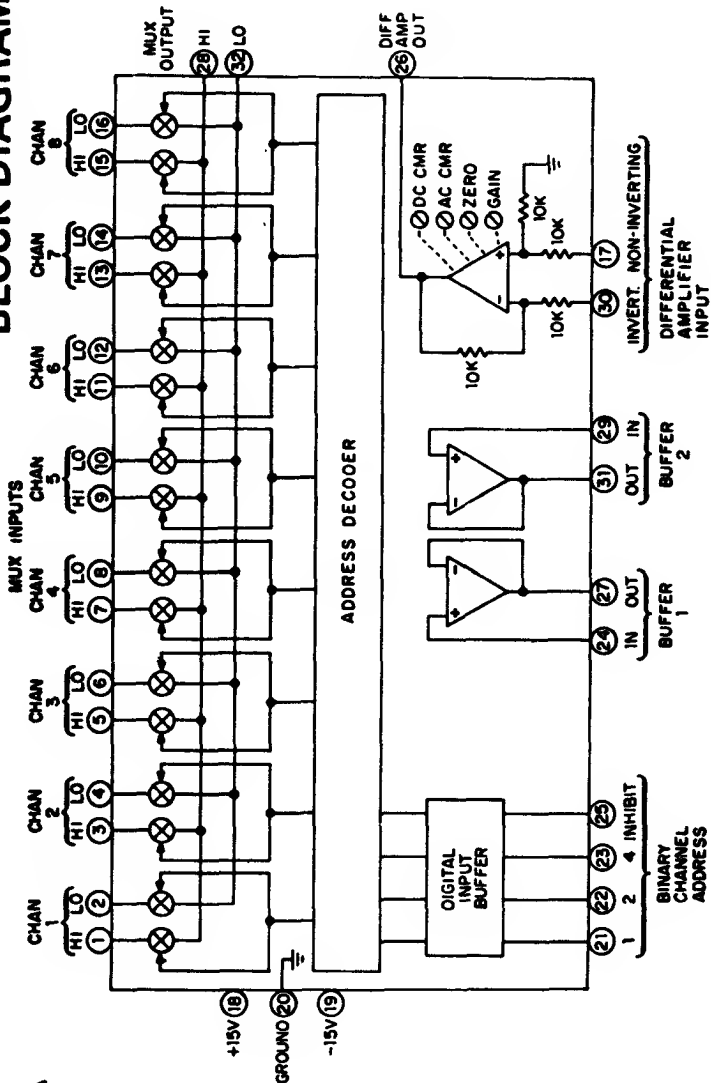 BLOCK DIAGRAM
MUX INPUTS
CHAN 1
CHAN 2
CHAN 3
CHAN 4
CHAN 5
CHAN 6
CHAN 7
CHAN 8
HI LO HI LO HI LO HI LO HI LO HI LO HI LO HI LO
1 2 3 4 5 6 7 8 9 10 11 12 13 14 15 16
MUX OUTPUT
28 HI
32 LO
+15V 18
GROUND 20
-15V 19
ADDRESS DECODER
DIFF AMP OUT
26
DC CMR
AC CMR
ZERO
GAIN
- +
10K
10K
10K
10K
DIGITAL INPUT BUFFER
- +
+ -
21 22 23 25
1 2 4 INHIBIT
BINARY CHANNEL ADDRESS
24 27
IN OUT
BUFFER 1
31 29
OUT IN
BUFFER 2
30 17
INVERT. NON-INVERTING
DIFFERENTIAL AMPLIFIER INPUT